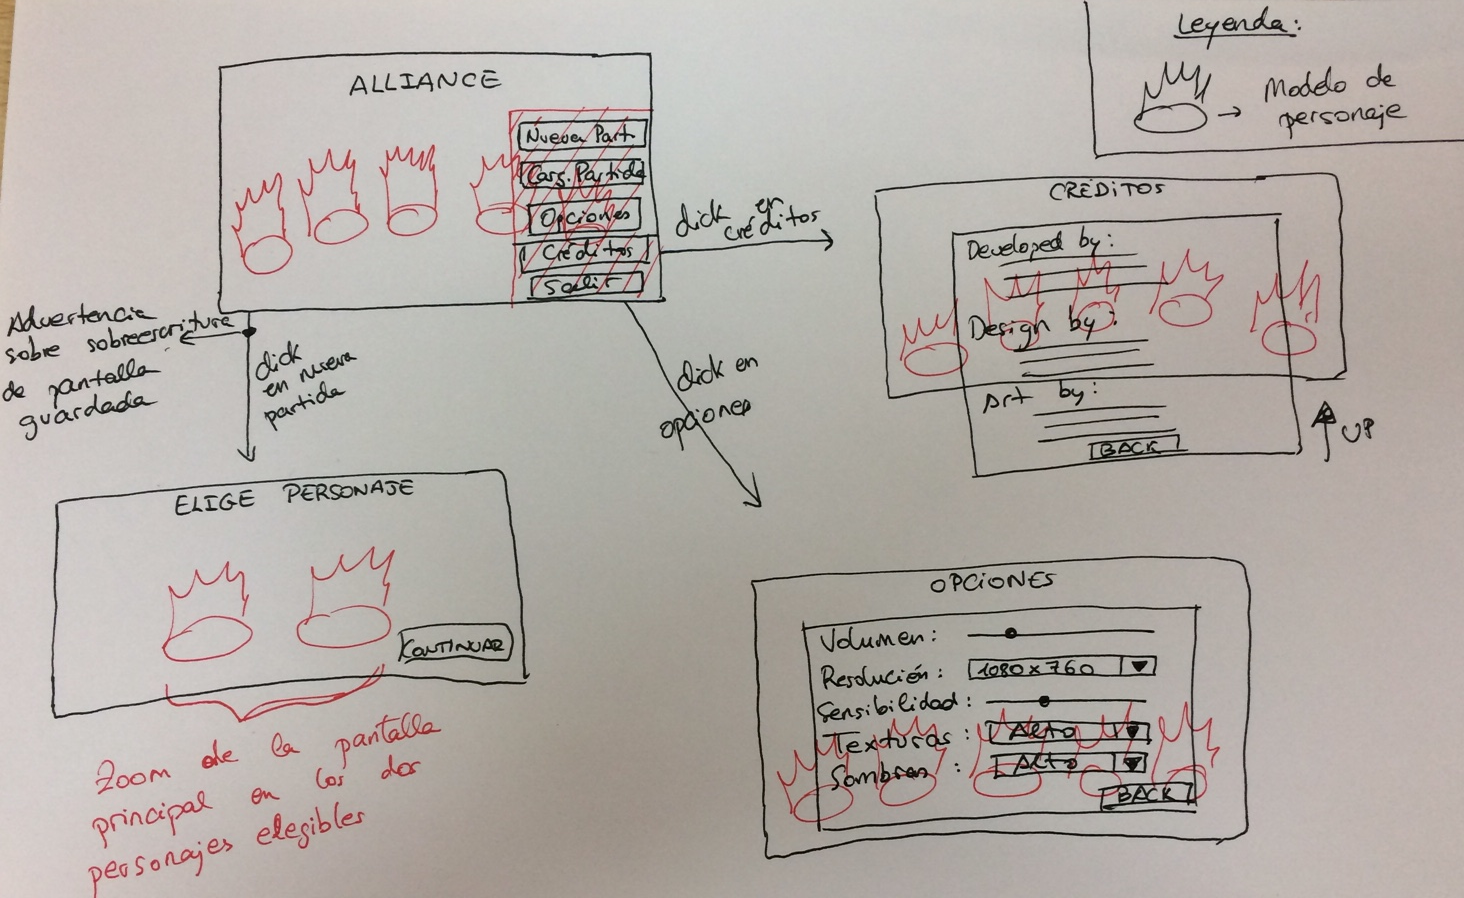 Leyenda:
Modelo de
personaje
ALLIANCE
Nueva Part
Carg. Partida
Opciones
Créditos
Salir
click en
créditos
Advertencia
sobre sobreescritura
de pantalla
guardada
click
en nueva
partida
click en
opciones
CRÉDITOS
Developed by:
Design by:
Art by:
BACK
UP
ELIGE PERSONAJE
CONTINUAR
Zoom de la pantalla
principal en los dos
personajes elegibles
OPCIONES
Volumen:
Resolución: 1080x760
Sensibilidad:
Texturas: Alto
Sombras: Alto
BACK